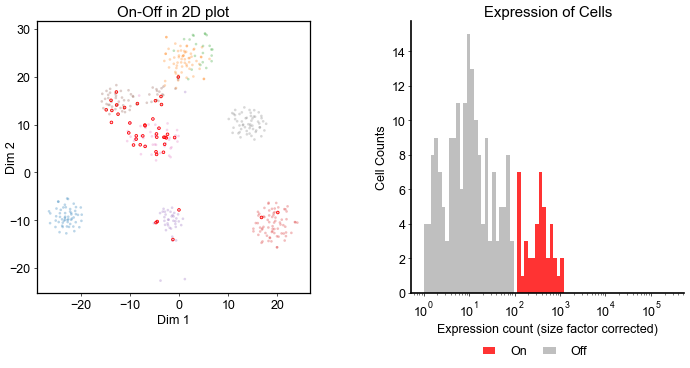 On-Off in 2D plot
Expression of Cells
30
20
10
0
−10
−20
Dim 2
−20 −10 0 10 20
Dim 1
14
12
10
8
6
4
2
0
Cell Counts
10^0 10^1 10^2 10^3 10^4 10^5
Expression count (size factor corrected)
On Off